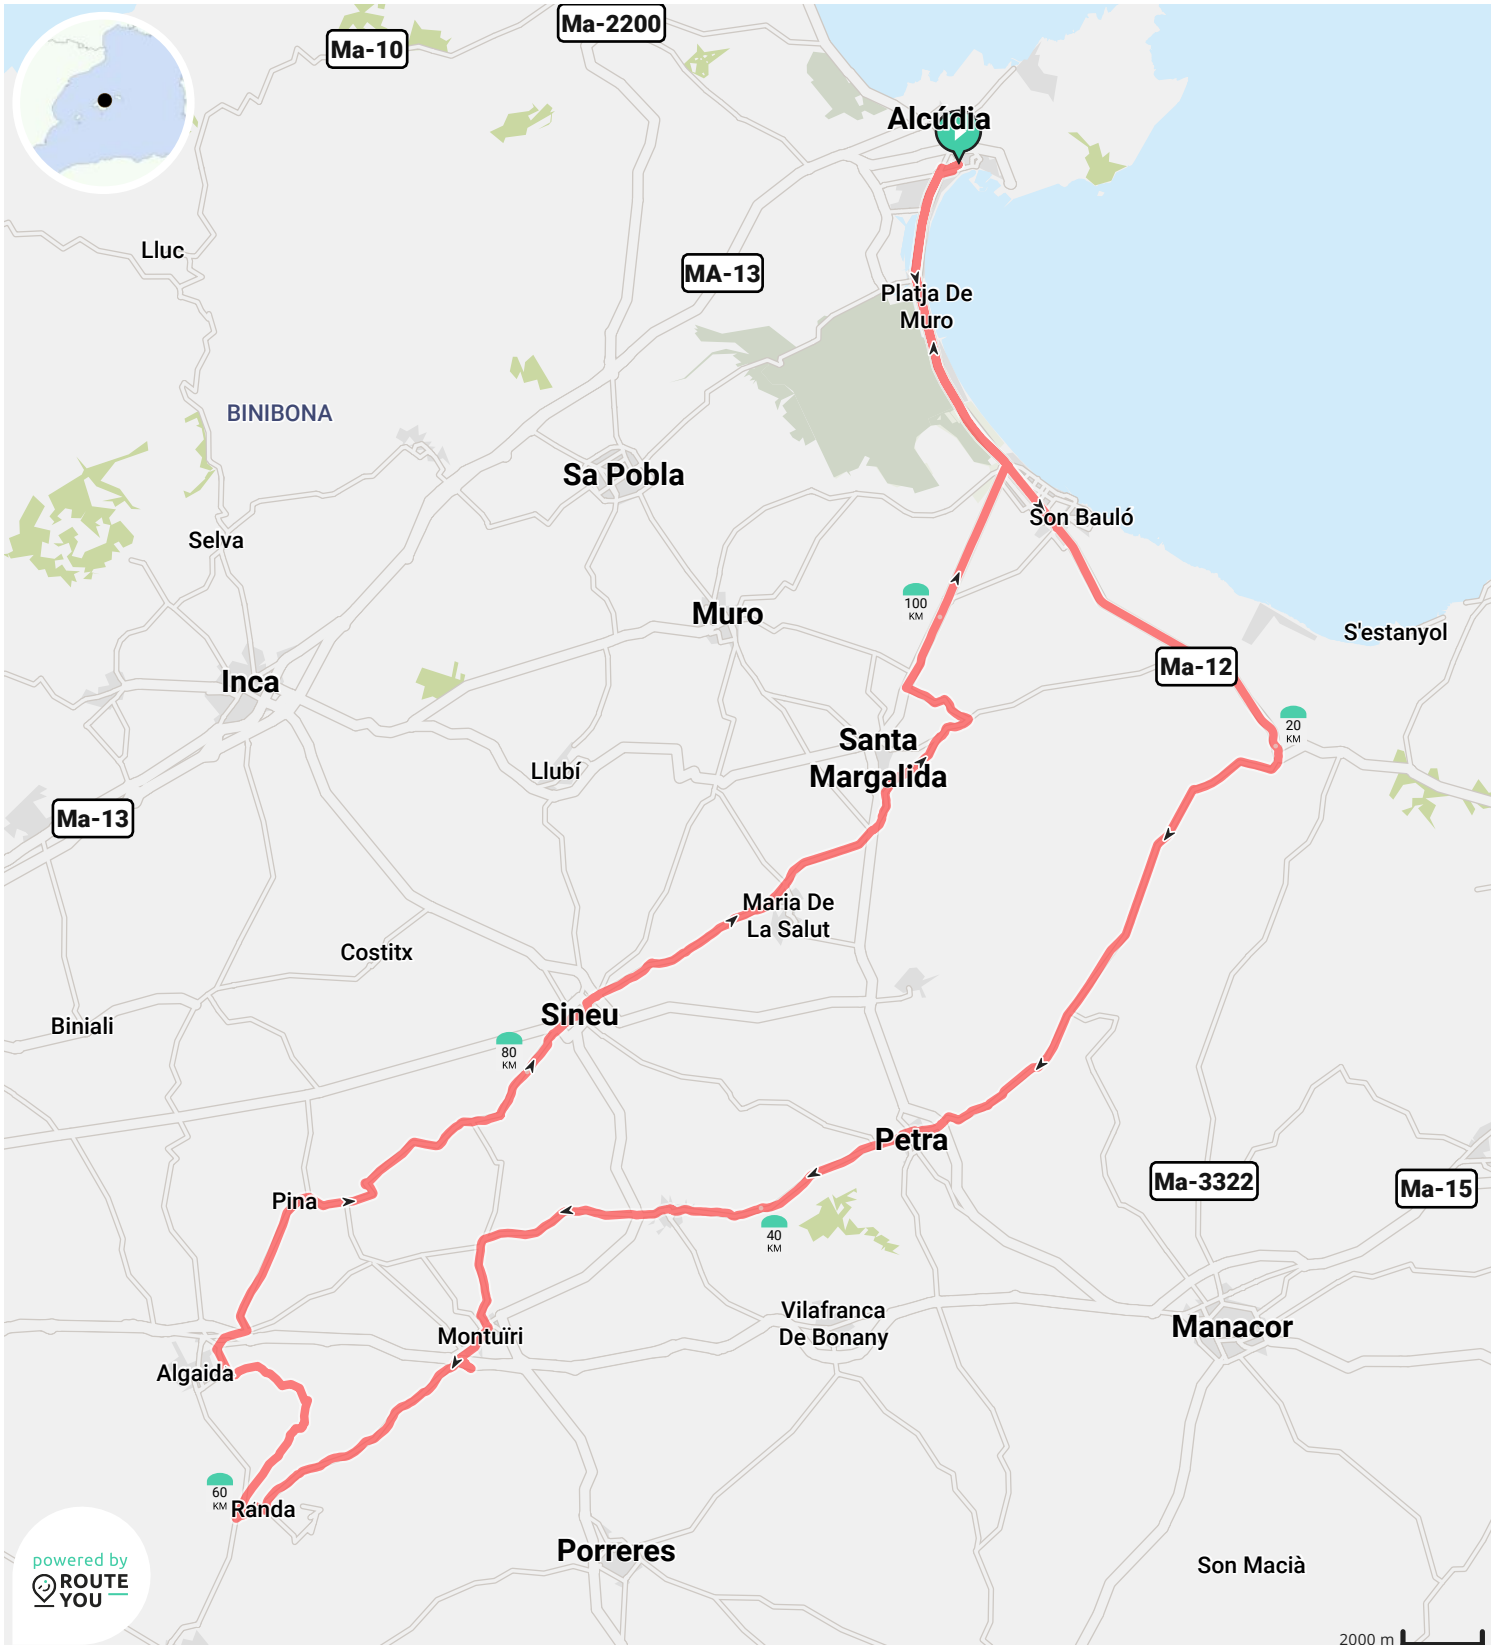 Ma-2200
Ma-10
Alcúdia
Lluc
MA-13
Platja De
Muro
BINIBONA
Sa Pobla
Son Bauló
Selva
100
KM
Muro
S'estanyol
Ma-12
Inca
20
KM
Santa
Margalida
Llubí
Ma-13
Maria De
La Salut
Costitx
Sineu
Biniali
80
KM
Petra
Ma-3322
Ma-15
Pina
40
KM
Vilafranca
De Bonany
Manacor
Montuïri
Algaida
60
KM
Randa
Porreres
Son Macià
powered by
ROUTE
YOU
2000 m